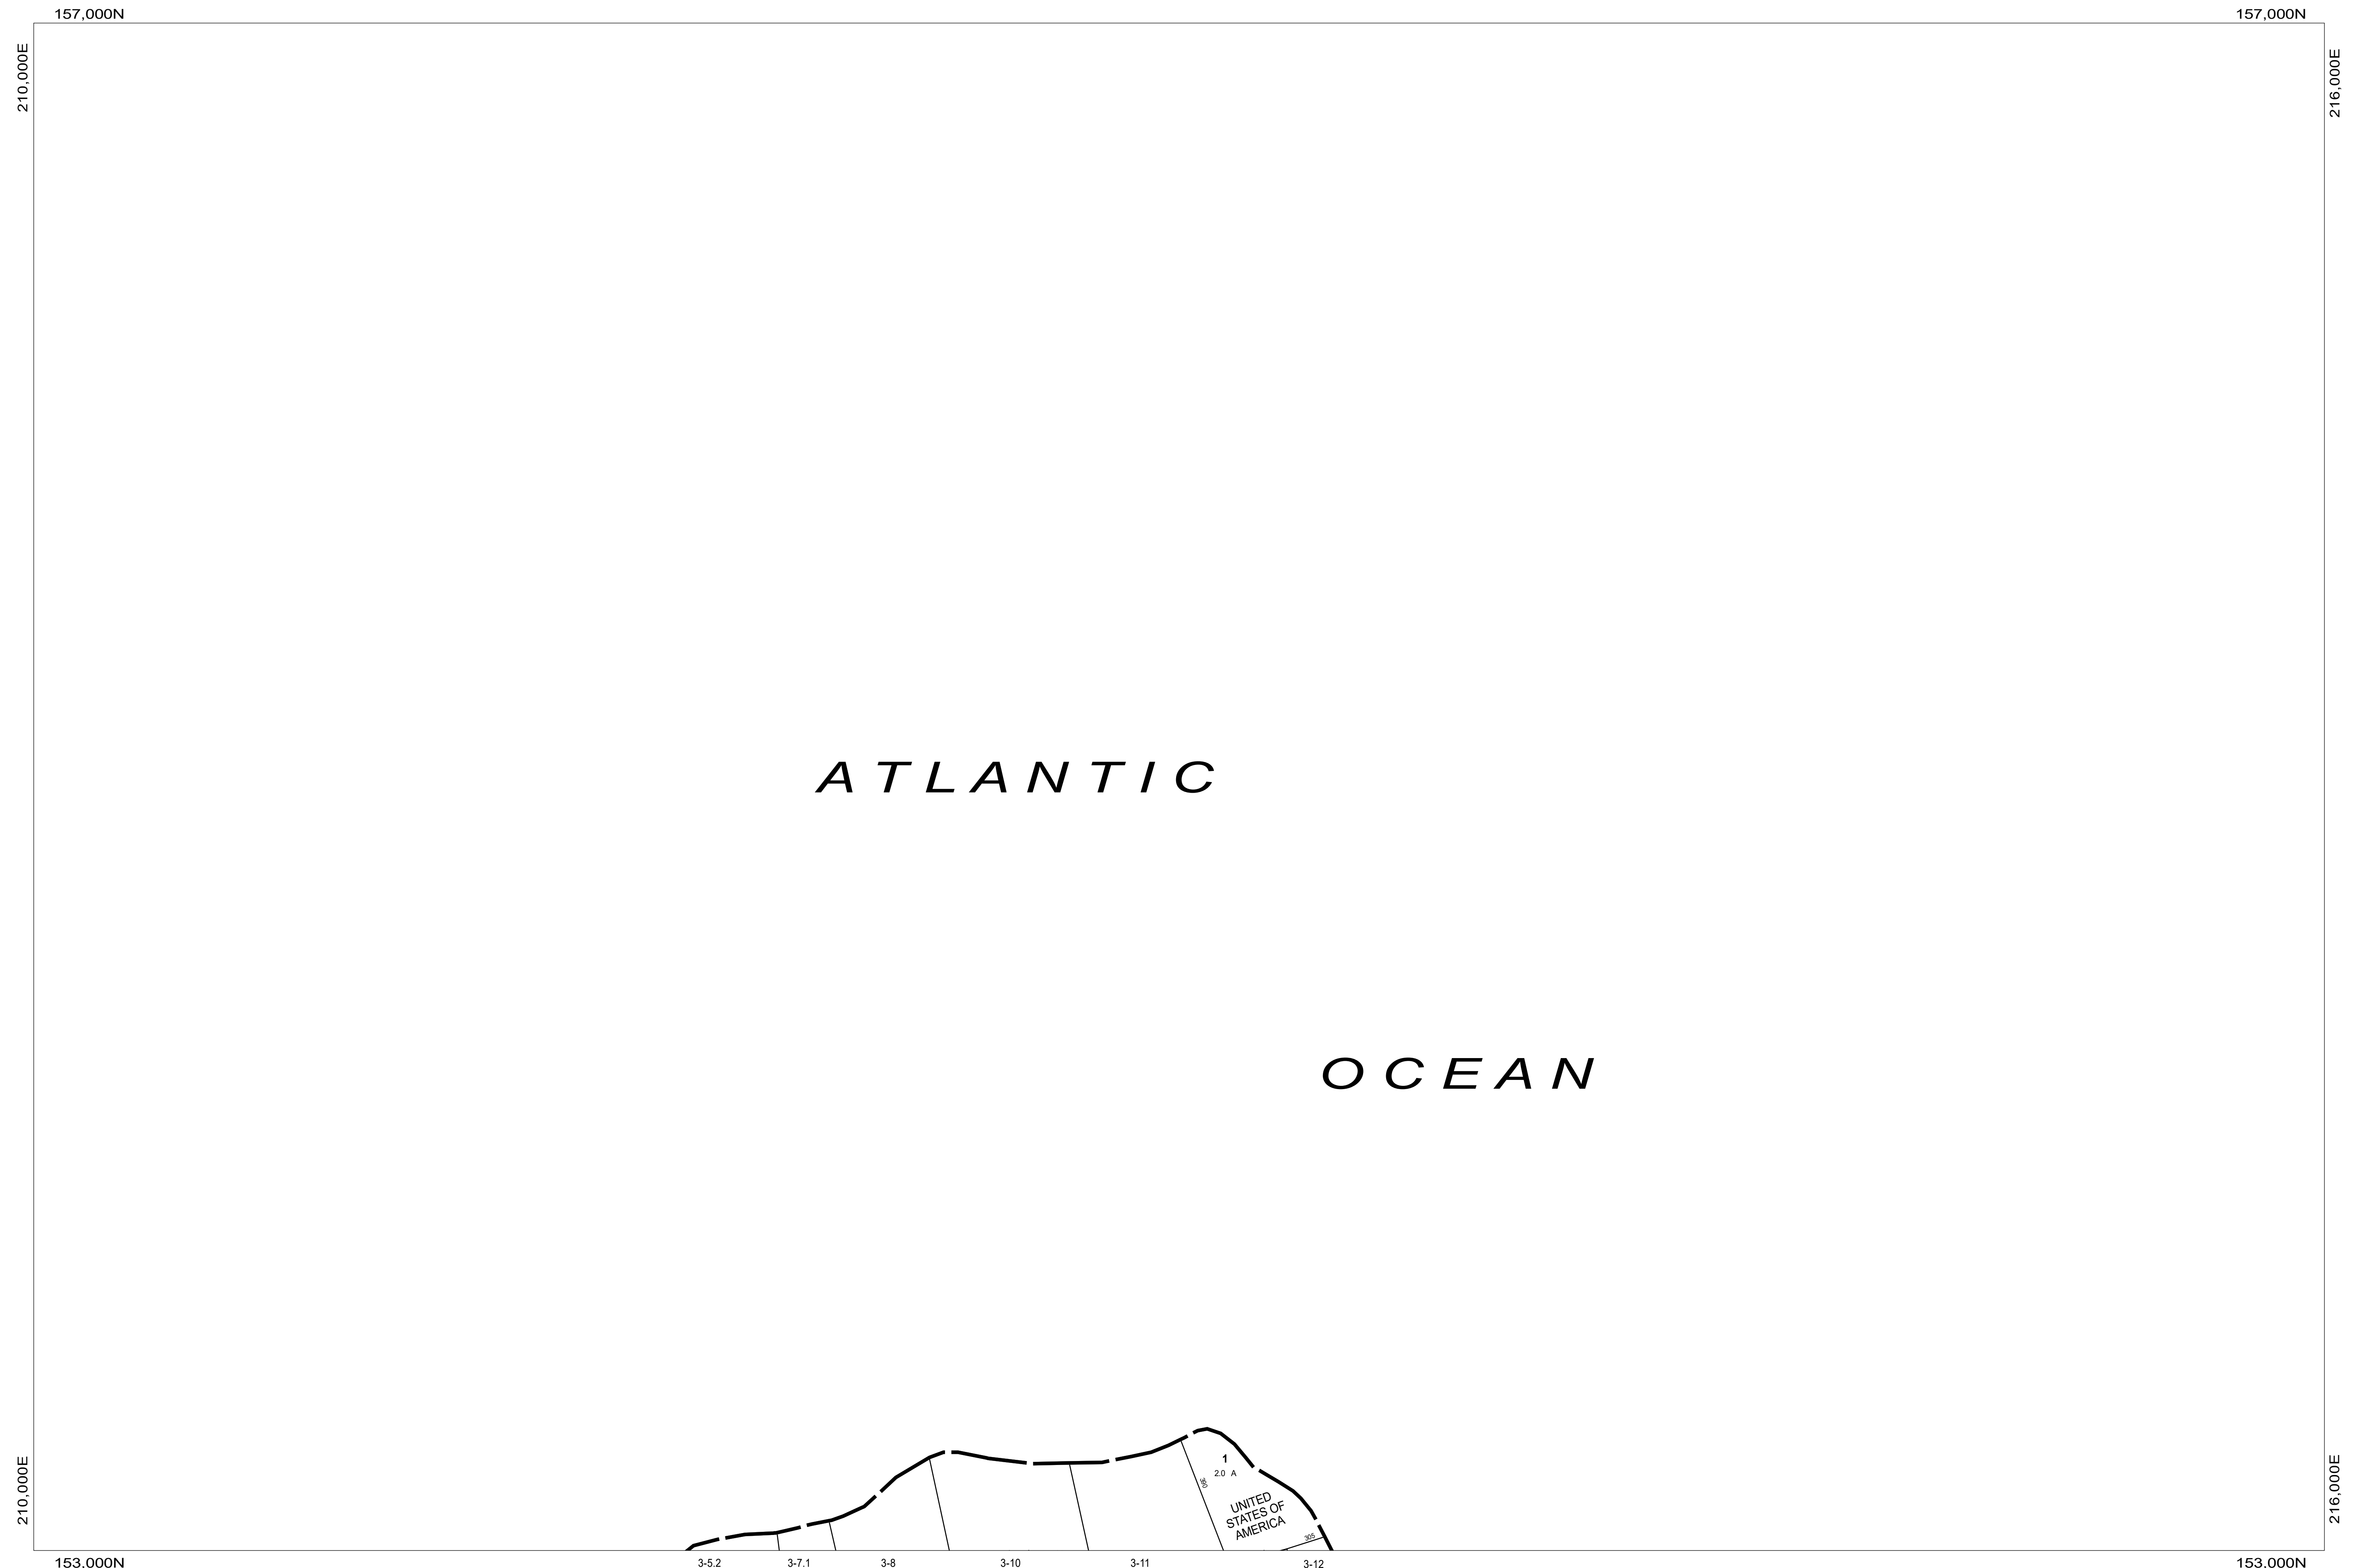 157,000N
157,000N
210,000E
216,000E
ATLANTIC
OCEAN
1
2.0 A
360
UNITED
STATES OF
AMERICA
305
210,000E
216,000E
153,000N
3-5.2
3-7.1
3-8
3-10
3-11
3-12
153,000N